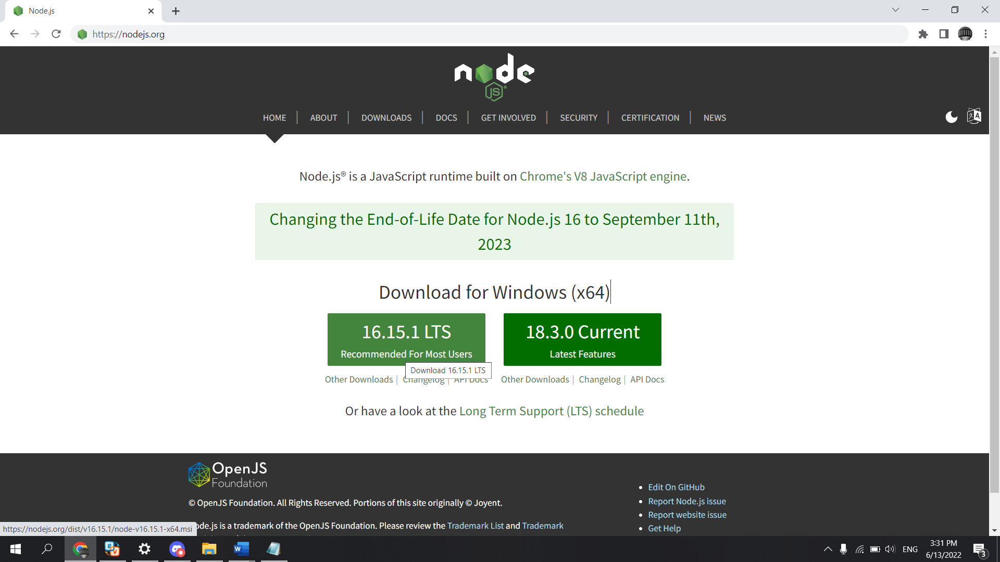 Node.js
https://nodejs.org
node
JS
HOME
ABOUT
DOWNLOADS
DOCS
GET INVOLVED
SECURITY
CERTIFICATION
NEWS
Node.js® is a JavaScript runtime built on Chrome's V8 JavaScript engine.
Changing the End-of-Life Date for Node.js 16 to September 11th,
2023
Download for Windows (x64)
16.15.1 LTS
Recommended For Most Users
18.3.0 Current
Latest Features
Download 16.15.1 LTS
Other Downloads | Changelog | API Docs
Other Downloads | Changelog | API Docs
Or have a look at the Long Term Support (LTS) schedule
OpenJS
Foundation
© OpenJS Foundation. All Rights Reserved. Portions of this site originally © Joyent.
ode.js is a trademark of the OpenJS Foundation. Please review the Trademark List and Trademark
Edit On GitHub
Report Node.js issue
Report website issue
Get Help
https://nodejs.org/dist/v16.15.1/node-v16.15.1-x64.msi
ENG
3:31 PM
6/13/2022
3